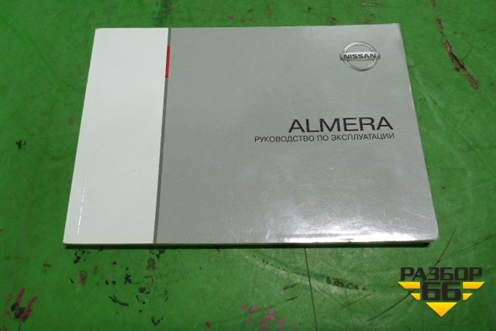 NISSAN
ALMERA
РУКОВОДСТВО ПО ЭКСПЛУАТАЦИИ
РАЗБОР
66